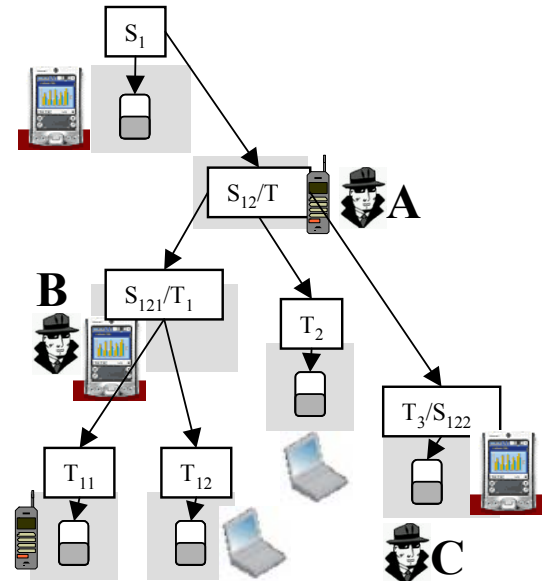 S₁
S₁₂/T
A
B
S₁₂₁/T₁
T₂
T₃/S₁₂₂
T₁₁
T₁₂
C